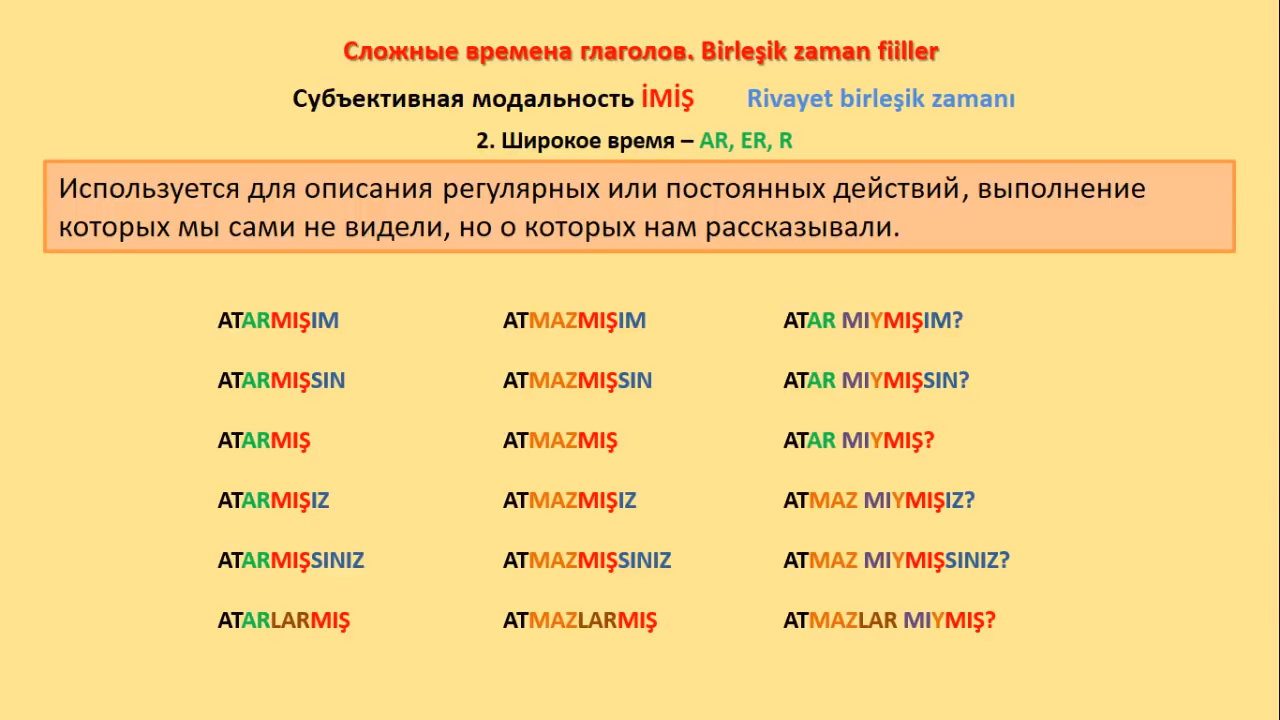 Сложные времена глаголов. Birleşik zaman fiiller
Субъективная модальность İMİŞ Rivayet birleşik zamanı
2. Широкое время – AR, ER, R
Используется для описания регулярных или постоянных действий, выполнение
которых мы сами не видели, но о которых нам рассказывали.
ATARMIŞIM ATMAZMIŞIM ATAR MIYMIŞIM?
ATARMIŞSIN ATMAZMIŞSIN ATAR MIYMIŞSIN?
ATARMIŞ ATMAZMIŞ ATAR MIYMIŞ?
ATARMIŞIZ ATMAZMIŞIZ ATMAZ MIYMIŞIZ?
ATARMIŞSINIZ ATMAZMIŞSINIZ ATMAZ MIYMIŞSINIZ?
ATARLARMIŞ ATMAZLARMIŞ ATMAZLAR MIYMIŞ?